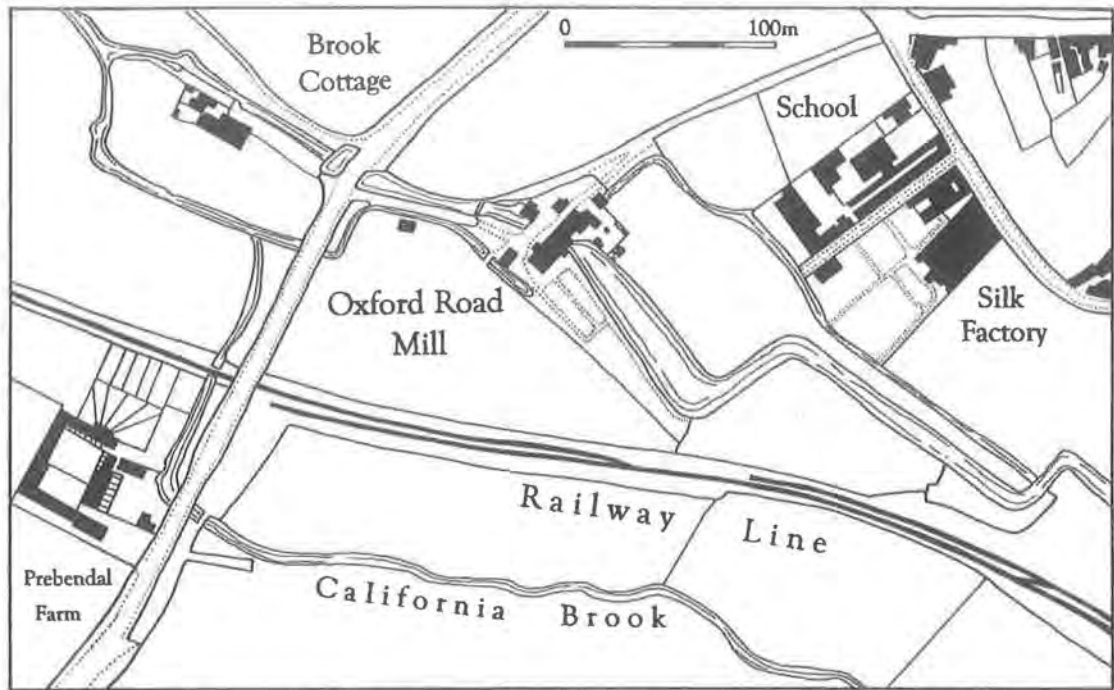 0 100m
Brook
Cottage
School
Oxford Road
Mill
Silk
Factory
Railway Line
Prebendal
Farm
California Brook